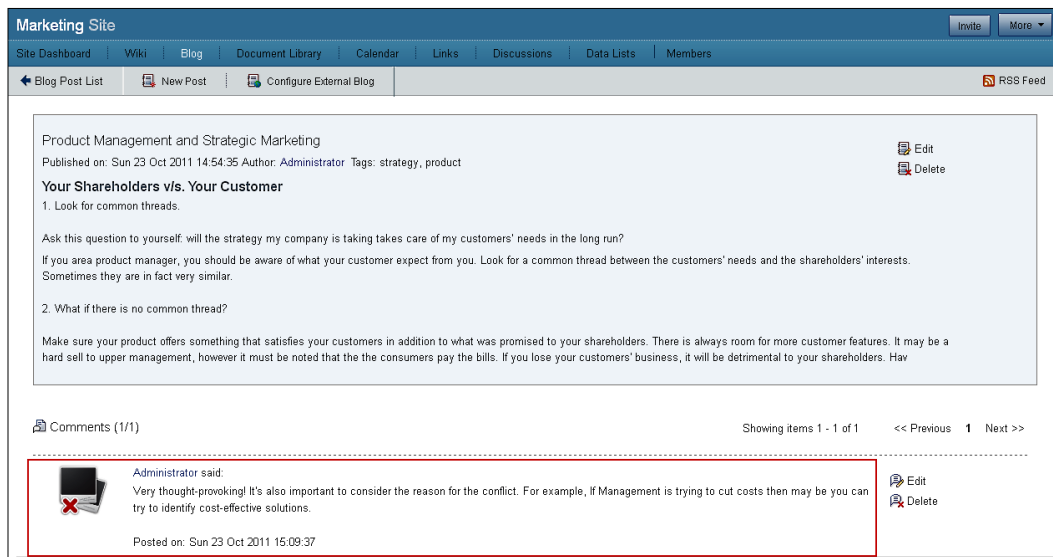 Marketing Site
Invite
More
Site Dashboard Wiki Blog Document Library Calendar Links Discussions Data Lists Members
Blog Post List New Post Configure External Blog RSS Feed
Product Management and Strategic Marketing
Edit
Published on: Sun 23 Oct 2011 14:54:35 Author: Administrator Tags: strategy, product
Delete
Your Shareholders v/s. Your Customer
1. Look for common threads.
Ask this question to yourself: will the strategy my company is taking takes care of my customers' needs in the long run?
If you area product manager, you should be aware of what your customer expect from you. Look for a common thread between the customers' needs and the shareholders' interests.
Sometimes they are in fact very similar.
2. What if there is no common thread?
Make sure your product offers something that satisfies your customers in addition to what was promised to your shareholders. There is always room for more customer features. It may be a
hard sell to upper management, however it must be noted that the the consumers pay the bills. If you lose your customers' business, it will be detrimental to your shareholders. Hav
Comments (1/1) Showing items 1 - 1 of 1 << Previous 1 Next >>
Administrator said:
Edit
Very thought-provoking! It's also important to consider the reason for the conflict. For example, If Management is trying to cut costs then may be you can
try to identify cost-effective solutions.
Delete
Posted on: Sun 23 Oct 2011 15:09:37